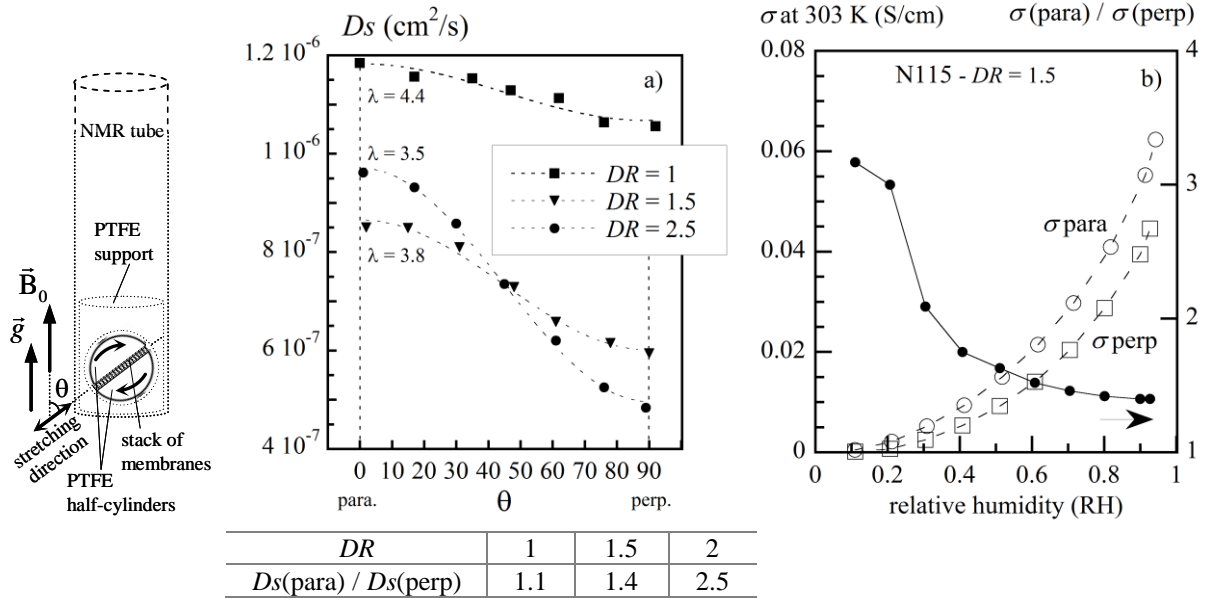 NMR tube
PTFE
support
B⃗0
g⃗
θ
stretching
direction
stack of
membranes
PTFE
half-cylinders
Ds (cm²/s)
1.2 10⁻⁶
1 10⁻⁶
8 10⁻⁷
6 10⁻⁷
4 10⁻⁷
a)
λ = 4.4
λ = 3.5
λ = 3.8
DR = 1
DR = 1.5
DR = 2.5
0 10 20 30 40 50 60 70 80 90
para. θ perp.
DR 1 1.5 2
Ds(para) / Ds(perp) 1.1 1.4 2.5
σ at 303 K (S/cm) σ(para) / σ(perp)
N115 - DR = 1.5 b)
0.08
0.06
0.04
0.02
0
4
3
2
1
σ para
σ perp
0 0.2 0.4 0.6 0.8 1
relative humidity (RH)